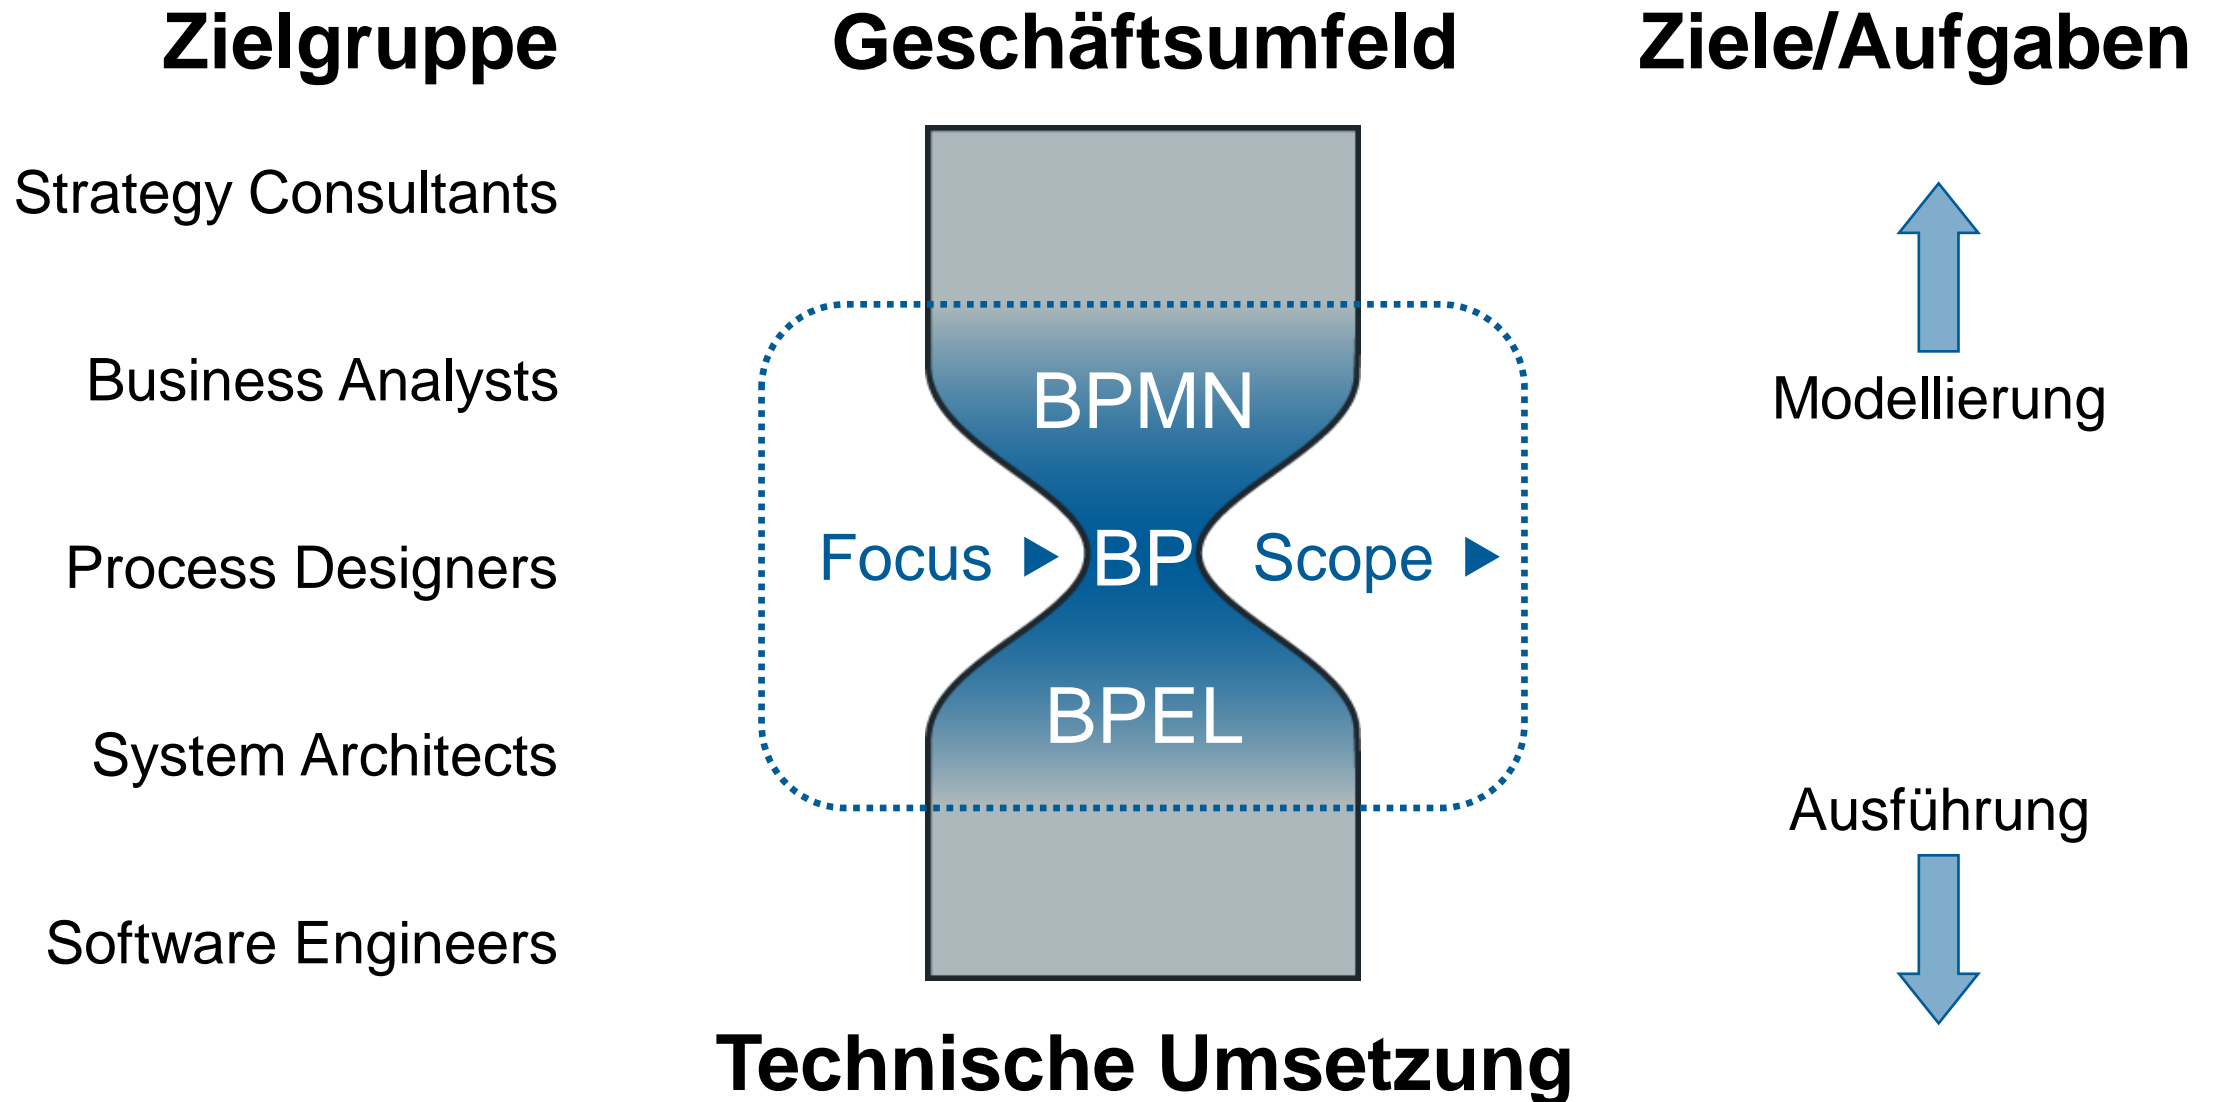 Zielgruppe
Geschäftsumfeld
Ziele/Aufgaben
Strategy Consultants
Business Analysts
Process Designers
System Architects
Software Engineers
BPMN
Focus
BP
Scope
BPEL
Technische Umsetzung
Modellierung
Ausführung